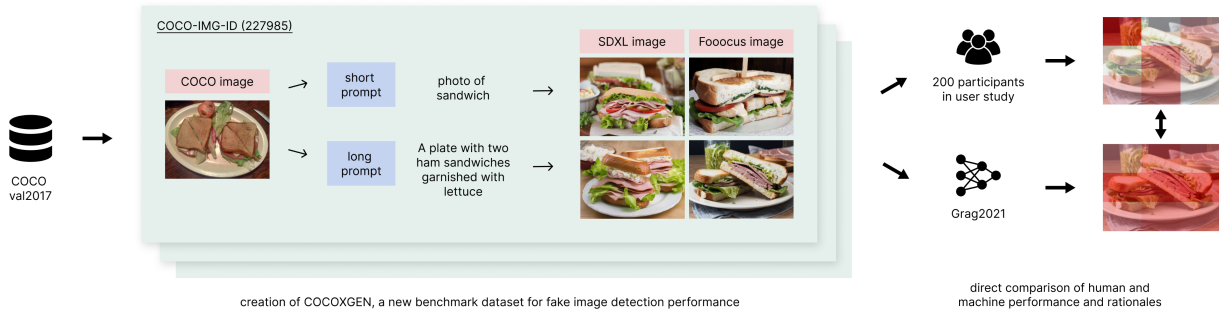 COCO
val2017
COCO-IMG-ID (227985)
COCO image
short
prompt
photo of
sandwich
long
prompt
A plate with two
ham sandwiches
garnished with
lettuce
SDXL image
Fooocus image
200 participants
in user study
Grag2021
creation of COCOXGEN, a new benchmark dataset for fake image detection performance
direct comparison of human and
machine performance and rationales